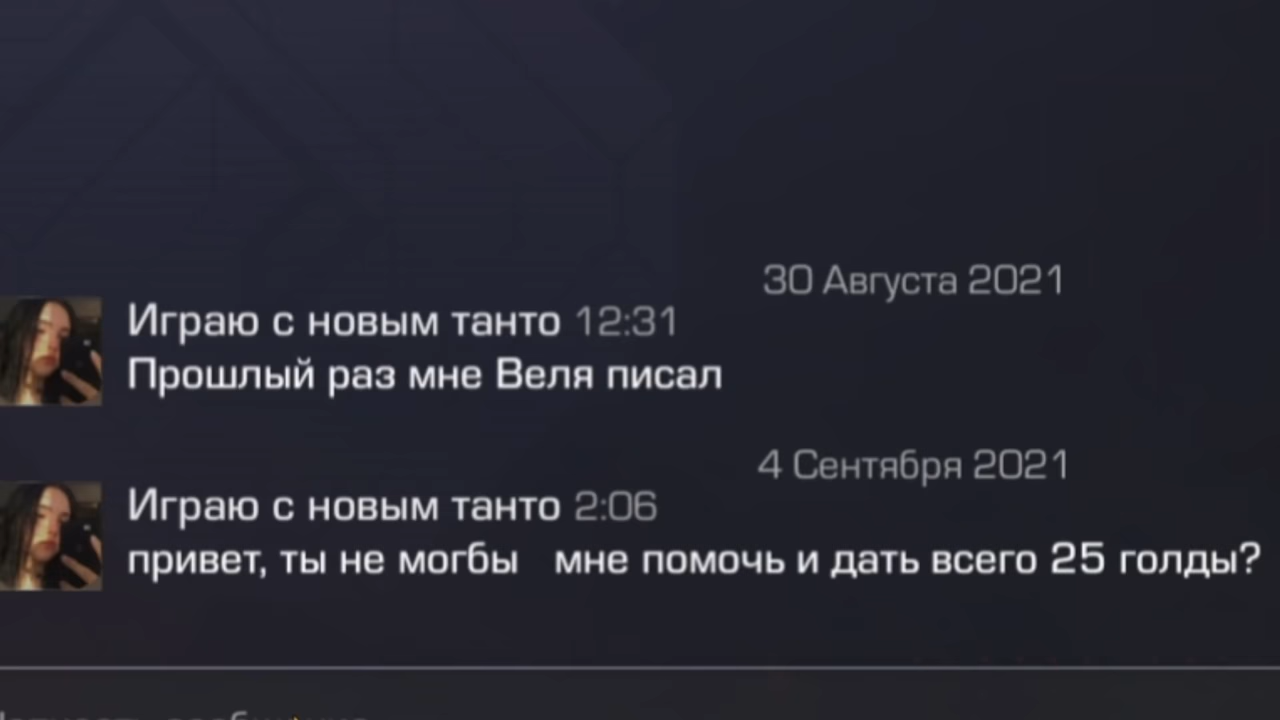 30 Августа 2021
Играю с новым танто 12:31
Прошлый раз мне Веля писал
4 Сентября 2021
Играю с новым танто 2:06
привет, ты не могбы мне помочь и дать всего 25 голды?